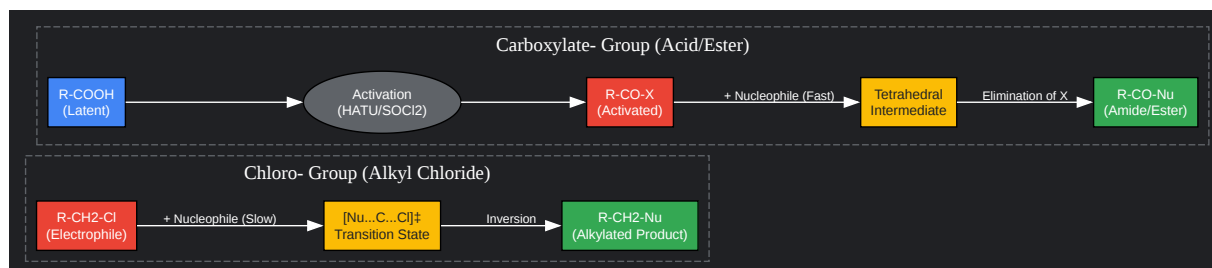 Carboxylate- Group (Acid/Ester)
R-COOH
(Latent)
Activation
(HATU/SOCl2)
R-CO-X
(Activated)
+ Nucleophile (Fast)
Tetrahedral
Intermediate
Elimination of X
R-CO-Nu
(Amide/Ester)
Chloro- Group (Alkyl Chloride)
R-CH2-Cl
(Electrophile)
+ Nucleophile (Slow)
[Nu...C...Cl]‡
Transition State
Inversion
R-CH2-Nu
(Alkylated Product)